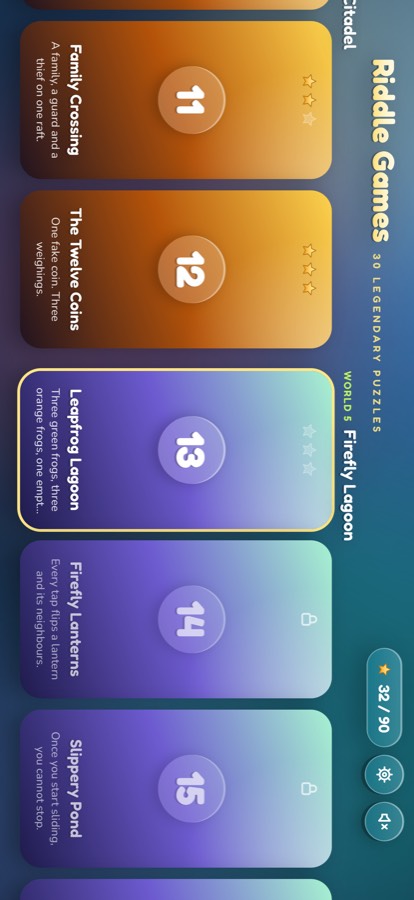 Riddle Games 30 LEGENDARY PUZZLES
32 / 90
Citadel
WORLD 5 Firefly Lagoon
11
Family Crossing
A family, a guard and a
thief on one raft.
12
The Twelve Coins
One fake coin. Three
weighings.
13
Leapfrog Lagoon
Three green frogs, three
orange frogs, one empt...
14
Firefly Lanterns
Every tap flips a lantern
and its neighbours.
15
Slippery Pond
Once you start sliding,
you cannot stop.